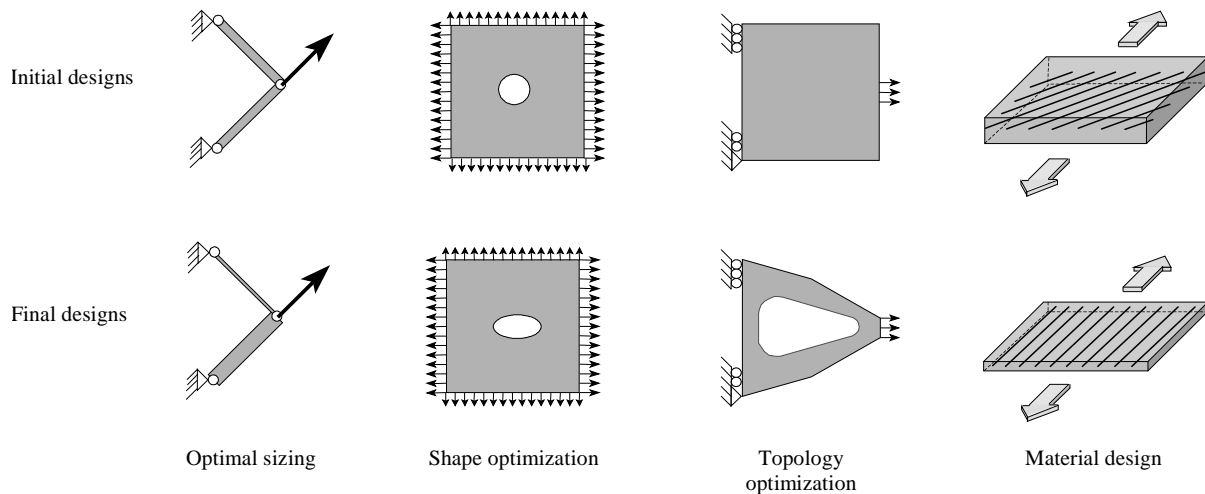 Initial designs
Final designs
Optimal sizing
Shape optimization
Topology
optimization
Material design